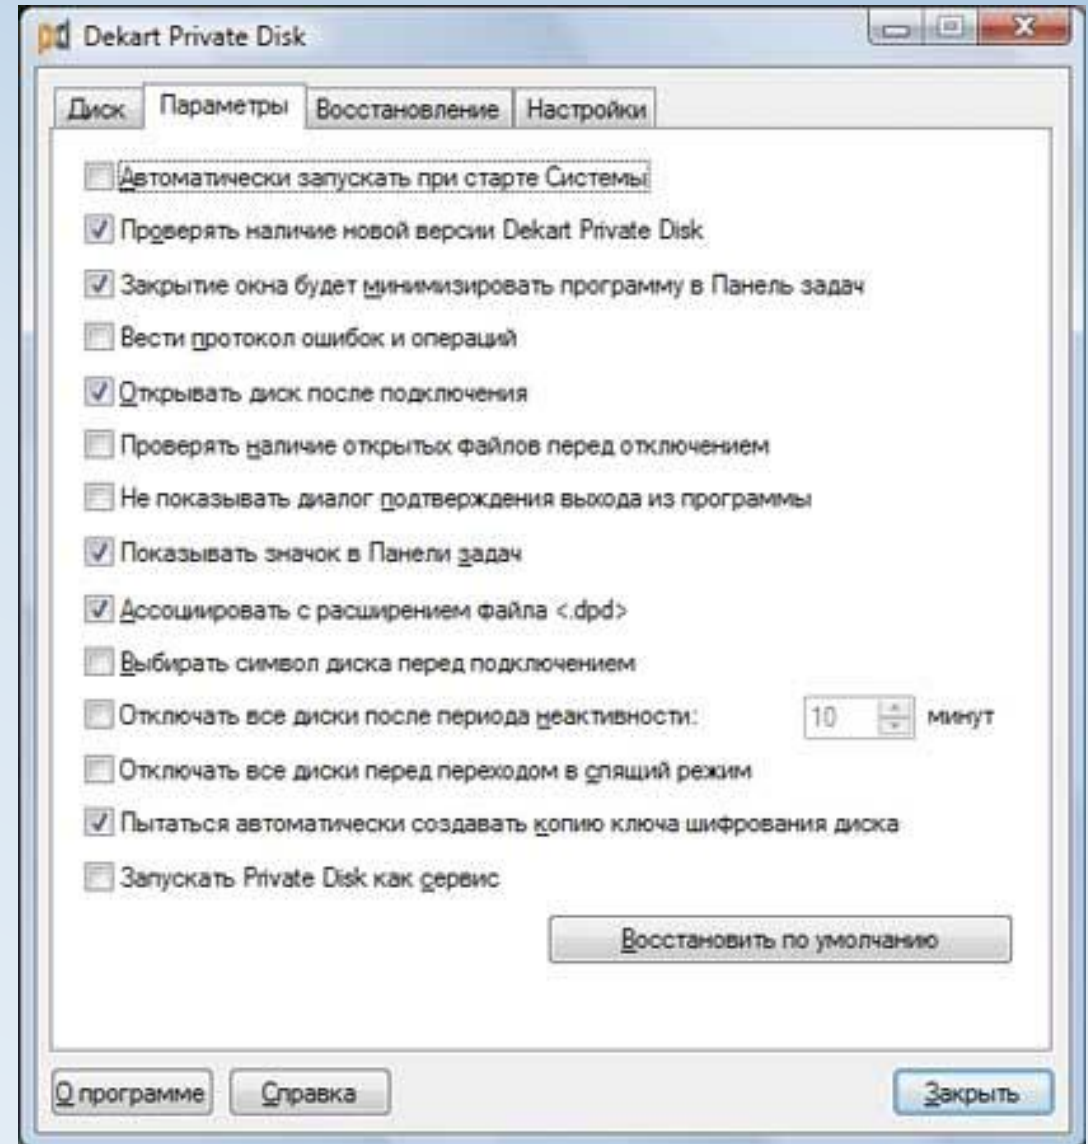 Dekart Private Disk
Диск Параметры Восстановление Настройки
Автоматически запускать при старте Системы
Проверять наличие новой версии Dekart Private Disk
Закрытие окна будет минимизировать программу в Панель задач
Вести протокол ошибок и операций
Открывать диск после подключения
Проверять наличие открытых файлов перед отключением
Не показывать диалог подтверждения выхода из программы
Показывать значок в Панели задач
Ассоциировать с расширением файла <.dpd>
Выбирать символ диска перед подключением
Отключать все диски после периода неактивности: 10 минут
Отключать все диски перед переходом в спящий режим
Пытаться автоматически создавать копию ключа шифрования диска
Запускать Private Disk как сервис
Восстановить по умолчанию
О программе Справка Закрыть